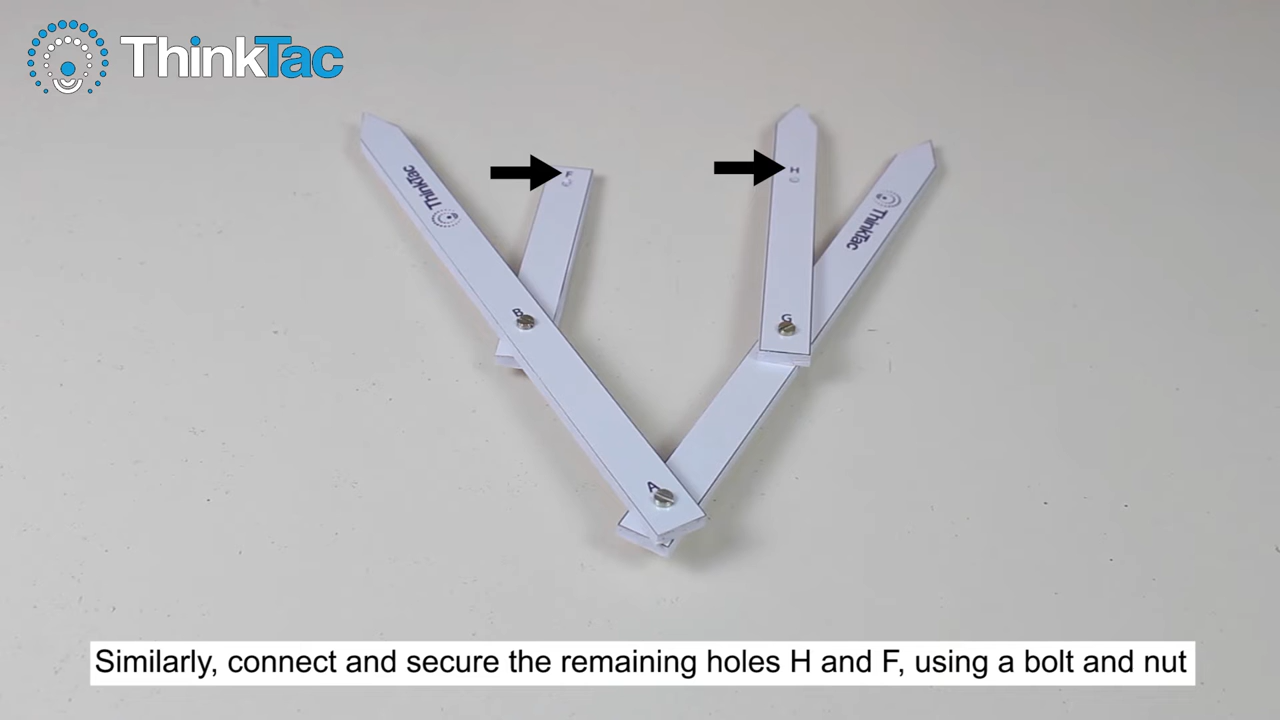 ThinkTac
F
H
ThinkTac
ThinkTac
B
G
A
Similarly, connect and secure the remaining holes H and F, using a bolt and nut